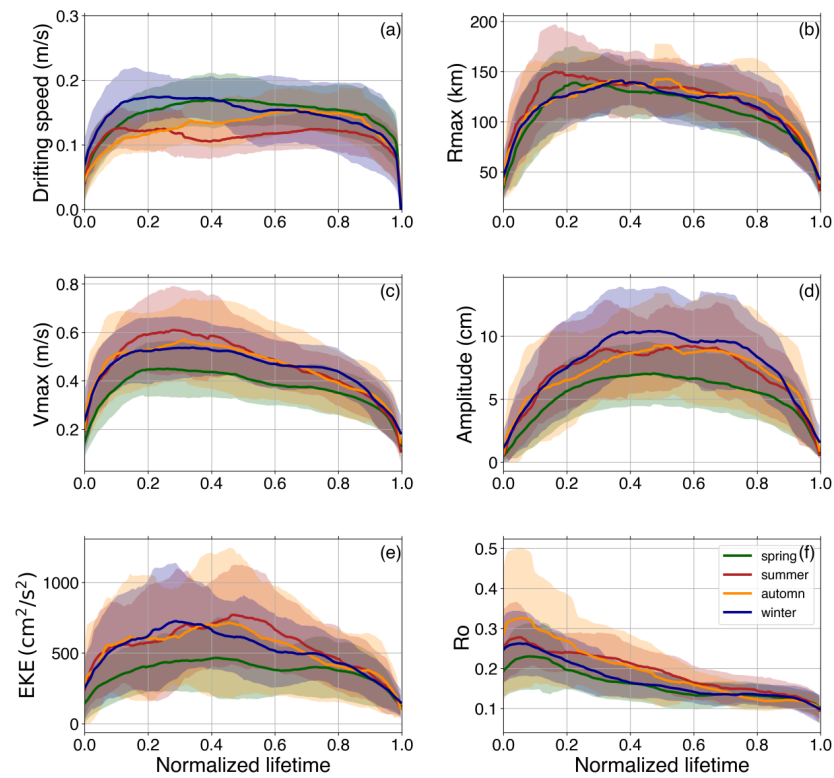 (a)
Drifting speed (m/s)
0.3
0.2
0.1
0.0
0.0 0.2 0.4 0.6 0.8 1.0
(b)
Rmax (km)
200
150
100
50
0.0 0.2 0.4 0.6 0.8 1.0
(c)
Vmax (m/s)
0.8
0.6
0.4
0.2
0.0 0.2 0.4 0.6 0.8 1.0
(d)
Amplitude (cm)
10
5
0
0.0 0.2 0.4 0.6 0.8 1.0
(e)
EKE (cm²/s²)
1000
500
0
0.0 0.2 0.4 0.6 0.8 1.0
Normalized lifetime
(f)
Ro
0.5
0.4
0.3
0.2
0.1
spring
summer
automn
winter
0.0 0.2 0.4 0.6 0.8 1.0
Normalized lifetime